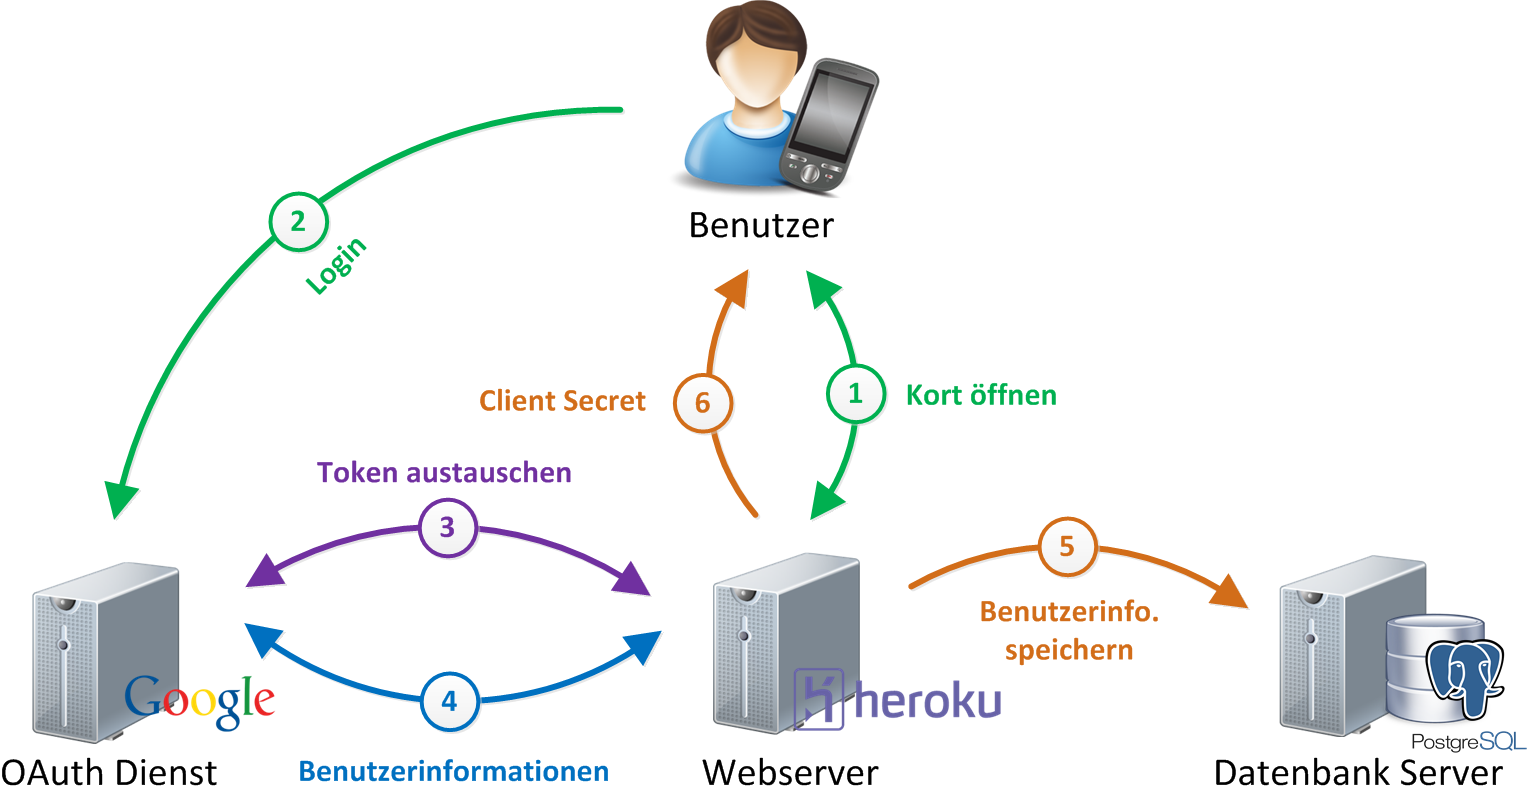 Benutzer
2
Login
Client Secret
6
1
Kort öffnen
Token austauschen
3
5
Benutzerinfo.
speichern
Google
4
heroku
PostgreSQL
OAuth Dienst
Benutzerinformationen
Webserver
Datenbank Server